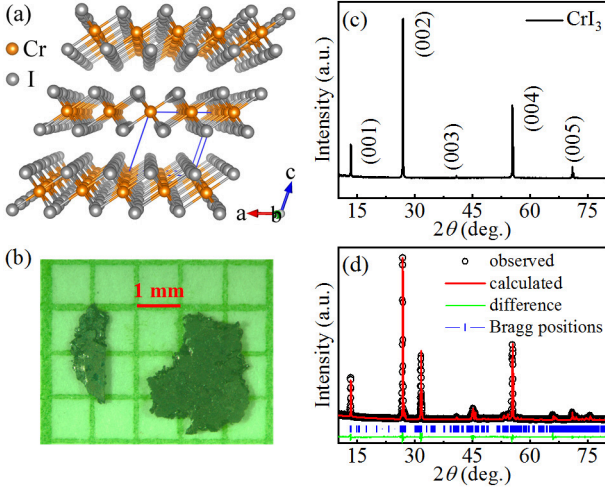 (a)
Cr
I
a
b
c
(b)
1 mm
(c)
CrI₃
(001)
(002)
(003)
(004)
(005)
Intensity (a.u.)
15 30 45 60 75
2θ (deg.)
(d)
observed
calculated
difference
Bragg positions
Intensity (a.u.)
15 30 45 60 75
2θ (deg.)